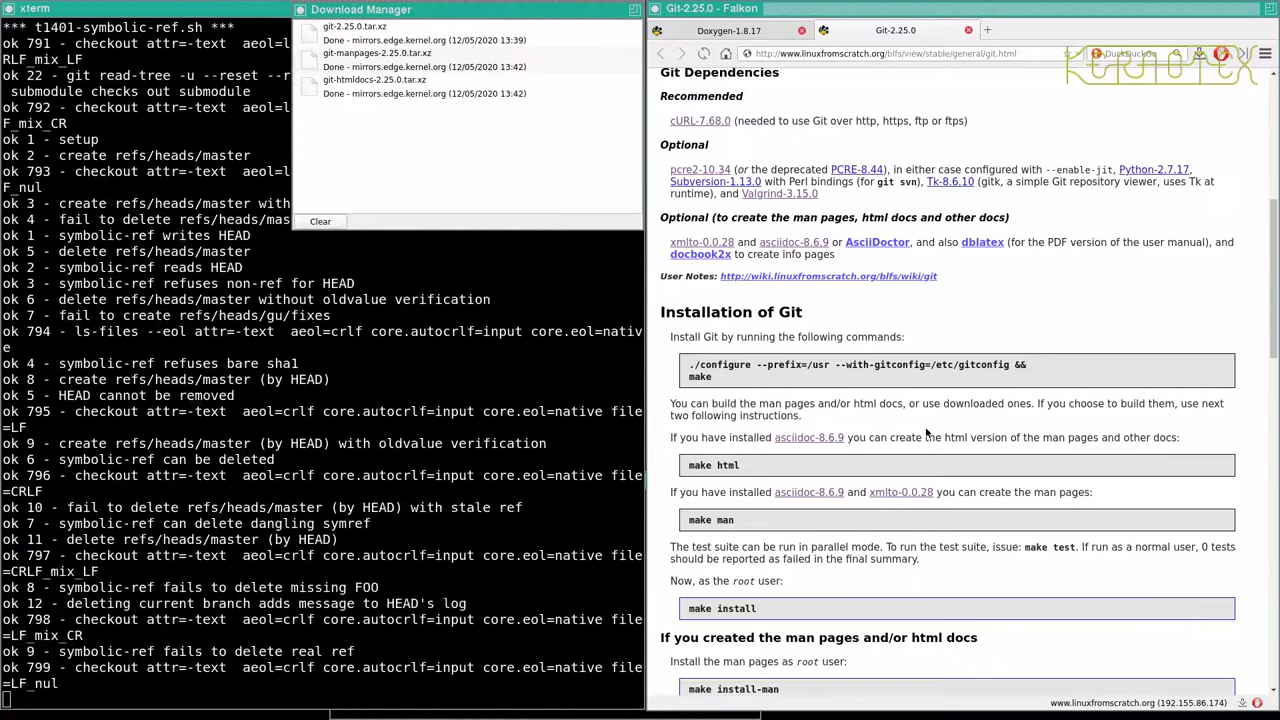 xterm
*** t1401-symbolic-ref.sh ***
ok 791 - checkout attr=-text  aeol=l
RLF_mix_LF
ok 22 - git read-tree -u --reset --r
 submodule checks out submodule
ok 792 - checkout attr=-text  aeol=l
F_mix_CR
ok 1 - setup
ok 2 - create refs/heads/master
ok 793 - checkout attr=-text  aeol=l
F_nul
ok 3 - create refs/heads/master with
ok 4 - fail to delete refs/heads/mas
ok 1 - symbolic-ref writes HEAD
ok 5 - delete refs/heads/master
ok 2 - symbolic-ref reads HEAD
ok 3 - symbolic-ref refuses non-ref for HEAD
ok 6 - delete refs/heads/master without oldvalue verification
ok 7 - fail to create refs/heads/gu/fixes
ok 794 - ls-files --eol attr=-text  aeol=crlf core.autocrlf=input core.eol=nativ
e
ok 4 - symbolic-ref refuses bare sha1
ok 8 - create refs/heads/master (by HEAD)
ok 5 - HEAD cannot be removed
ok 795 - checkout attr=-text  aeol=crlf core.autocrlf=input core.eol=native file
=LF
ok 9 - create refs/heads/master (by HEAD) with oldvalue verification
ok 6 - symbolic-ref can be deleted
ok 796 - checkout attr=-text  aeol=crlf core.autocrlf=input core.eol=native file
=CRLF
ok 10 - fail to delete refs/heads/master (by HEAD) with stale ref
ok 7 - symbolic-ref can delete dangling symref
ok 11 - delete refs/heads/master (by HEAD)
ok 797 - checkout attr=-text  aeol=crlf core.autocrlf=input core.eol=native file
=CRLF_mix_LF
ok 8 - symbolic-ref fails to delete missing FOO
ok 12 - deleting current branch adds message to HEAD's log
ok 798 - checkout attr=-text  aeol=crlf core.autocrlf=input core.eol=native file
=LF_mix_CR
ok 9 - symbolic-ref fails to delete real ref
ok 799 - checkout attr=-text  aeol=crlf core.autocrlf=input core.eol=native file
=LF_nul
Download Manager
git-2.25.0.tar.xz
Done - mirrors.edge.kernel.org (12/05/2020 13:39)
git-manpages-2.25.0.tar.xz
Done - mirrors.edge.kernel.org (12/05/2020 13:42)
git-htmldocs-2.25.0.tar.xz
Done - mirrors.edge.kernel.org (12/05/2020 13:42)
Clear
Git-2.25.0 - Falkon
Doxygen-1.8.17
Git-2.25.0
http://www.linuxfromscratch.org/blfs/view/stable/general/git.html
DuckDuckGo
Git Dependencies
Recommended
cURL-7.68.0 (needed to use Git over http, https, ftp or ftps)
Optional
pcre2-10.34 (or the deprecated PCRE-8.44), in either case configured with --enable-jit, Python-2.7.17,
Subversion-1.13.0 with Perl bindings (for git svn), Tk-8.6.10 (gitk, a simple Git repository viewer, uses Tk at
runtime), and Valgrind-3.15.0
Optional (to create the man pages, html docs and other docs)
xmlto-0.0.28 and asciidoc-8.6.9 or AsciiDoctor, and also dblatex (for the PDF version of the user manual), and
docbook2x to create info pages
User Notes: http://wiki.linuxfromscratch.org/blfs/wiki/git
Installation of Git
Install Git by running the following commands:
./configure --prefix=/usr --with-gitconfig=/etc/gitconfig &&
make
You can build the man pages and/or html docs, or use downloaded ones. If you choose to build them, use next
two following instructions.
If you have installed asciidoc-8.6.9 you can create the html version of the man pages and other docs:
make html
If you have installed asciidoc-8.6.9 and xmlto-0.0.28 you can create the man pages:
make man
The test suite can be run in parallel mode. To run the test suite, issue: make test. If run as a normal user, 0 tests
should be reported as failed in the final summary.
Now, as the root user:
make install
If you created the man pages and/or html docs
Install the man pages as root user:
make install-man
www.linuxfromscratch.org (192.155.86.174)